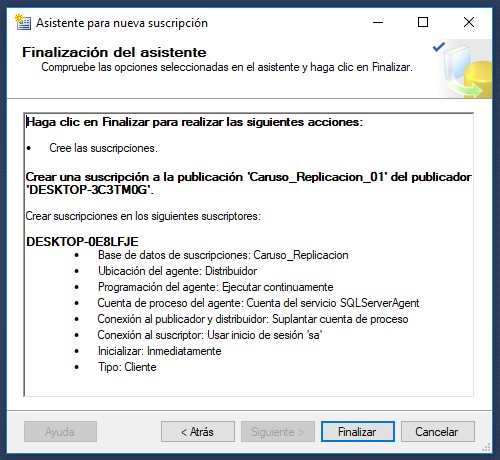 Asistente para nueva suscripción
Finalización del asistente
Compruebe las opciones seleccionadas en el asistente y haga clic en Finalizar.
Haga clic en Finalizar para realizar las siguientes acciones:
• Cree las suscripciones.
Crear una suscripción a la publicación 'Caruso_Replicacion_01' del publicador
'DESKTOP-3C3TM0G'.
Crear suscripciones en los siguientes suscriptores:
DESKTOP-0E8LFJE
• Base de datos de suscripciones: Caruso_Replicacion
• Ubicación del agente: Distribuidor
• Programación del agente: Ejecutar continuamente
• Cuenta de proceso del agente: Cuenta del servicio SQLServerAgent
• Conexión al publicador y distribuidor: Suplantar cuenta de proceso
• Conexión al suscriptor: Usar inicio de sesión 'sa'
• Inicializar: Inmediatamente
• Tipo: Cliente
Ayuda
< Atrás
Siguiente >
Finalizar
Cancelar